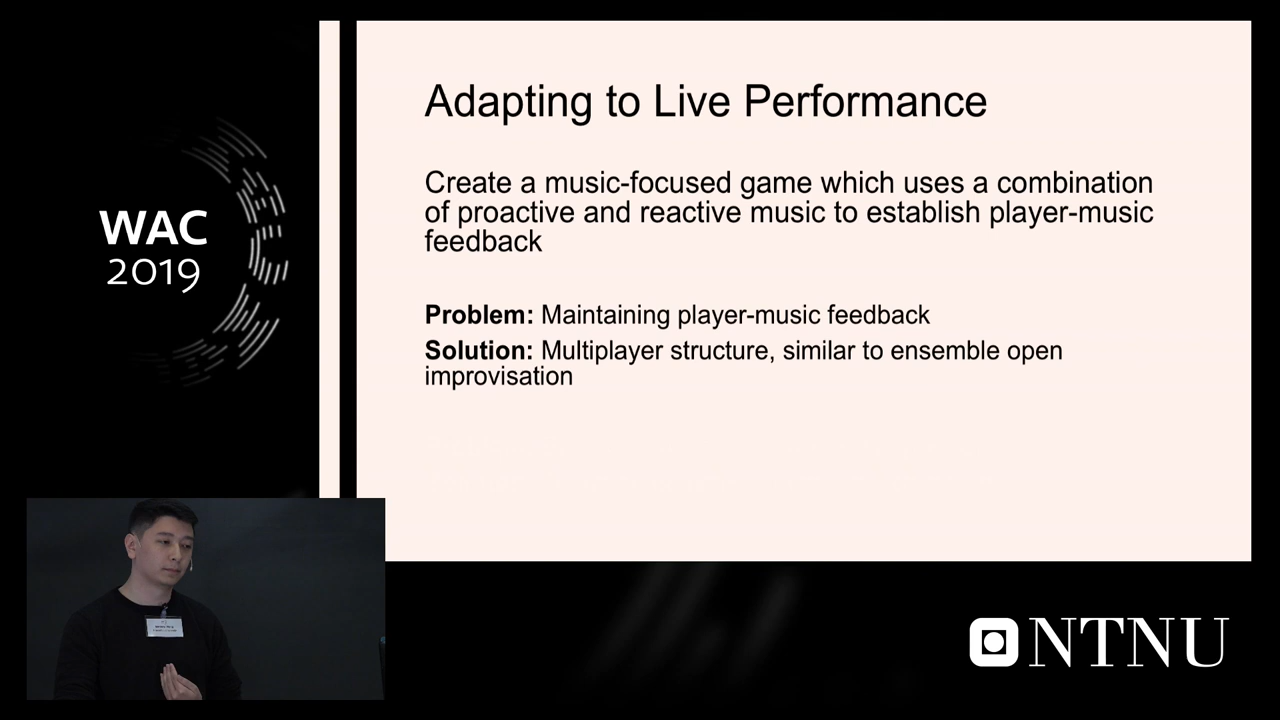 Adapting to Live Performance
Create a music-focused game which uses a combination
of proactive and reactive music to establish player-music
feedback
Problem: Maintaining player-music feedback
Solution: Multiplayer structure, similar to ensemble open
improvisation
WAC
2019
NTNU